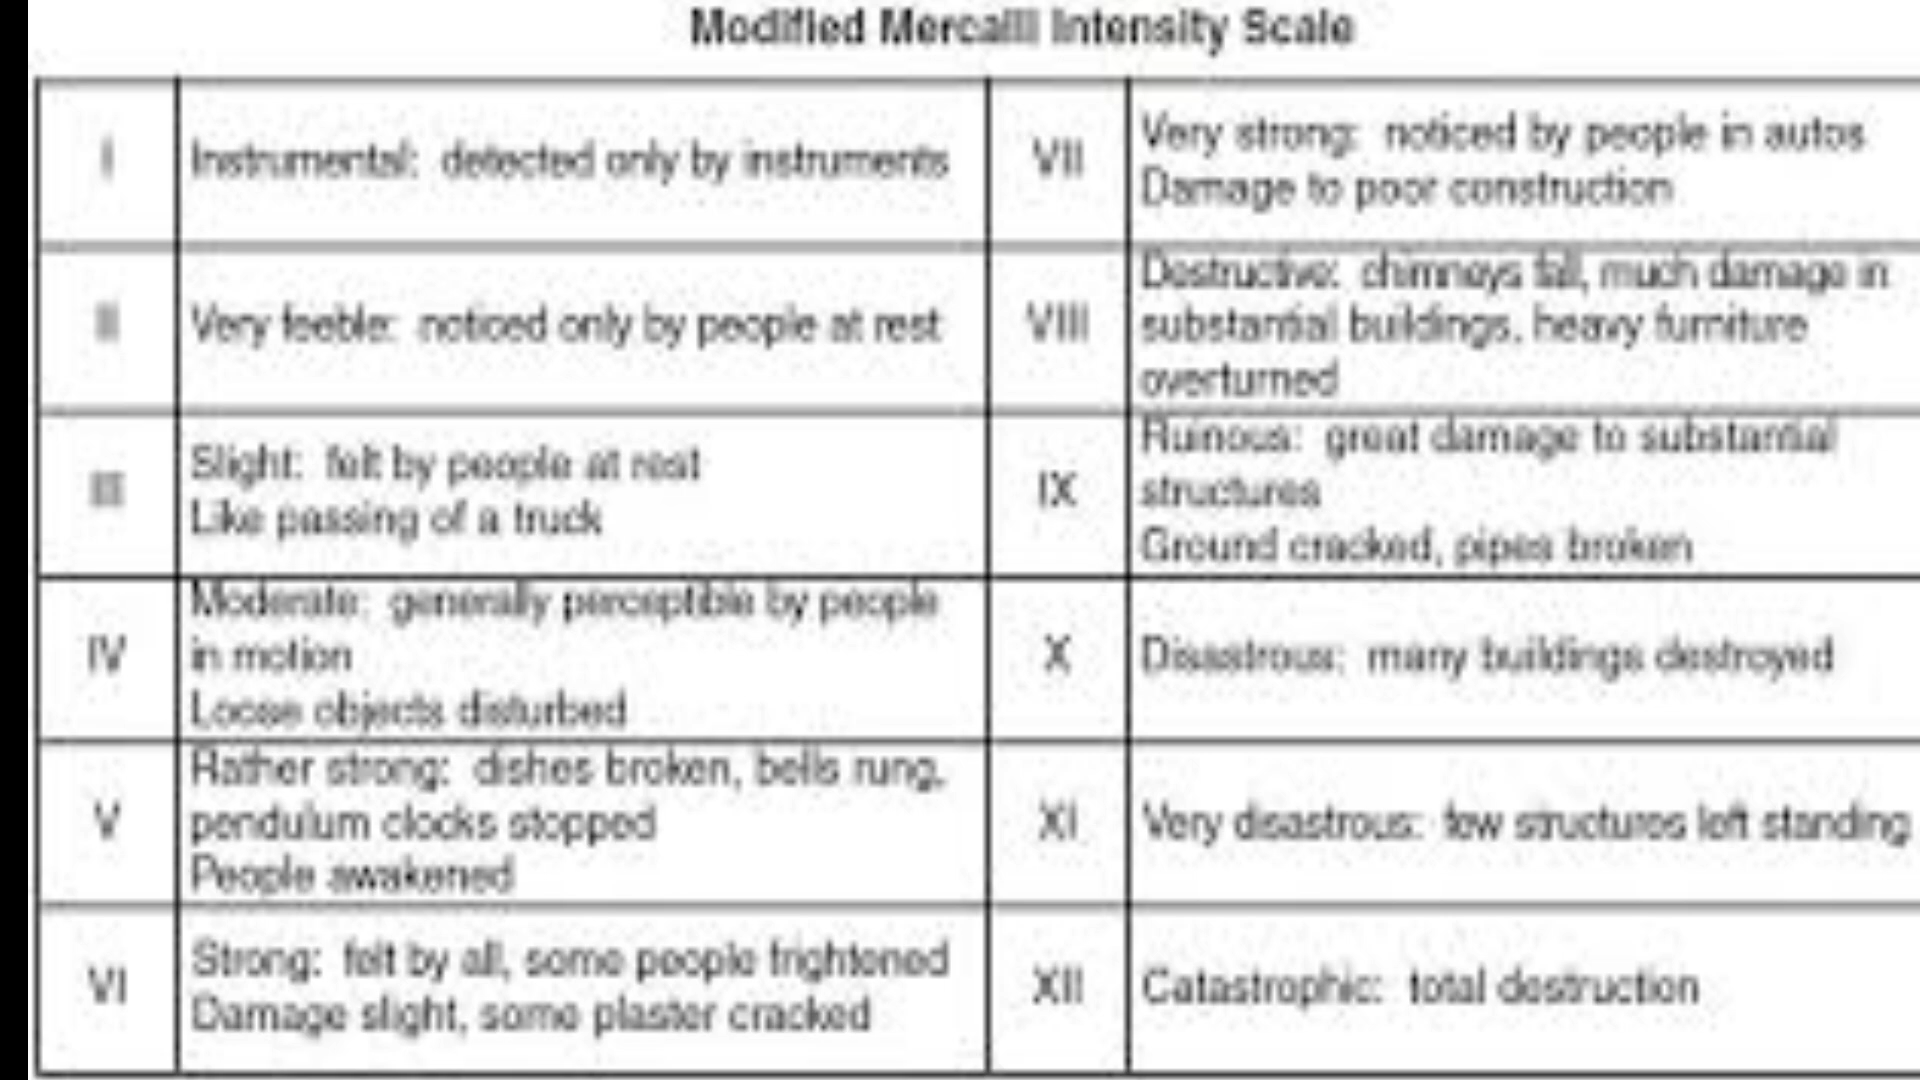 Modified Mercalli Intensity Scale
I
Instrumental: detected only by instruments
II
Very feeble: noticed only by people at rest
III
Slight: felt by people at rest
Like passing of a truck
IV
Moderate: generally perceptible by people
in motion
Loose objects disturbed
V
Rather strong: dishes broken, bells rung,
pendulum clocks stopped
People awakened
VI
Strong: felt by all, some people frightened
Damage slight, some plaster cracked
VII
Very strong: noticed by people in autos
Damage to poor construction
VIII
Destructive: chimneys fall, much damage in
substantial buildings, heavy furniture
overturned
IX
Ruinous: great damage to substantial
structures
Ground cracked, pipes broken
X
Disastrous: many buildings destroyed
XI
Very disastrous: few structures left standing
XII
Catastrophic: total destruction